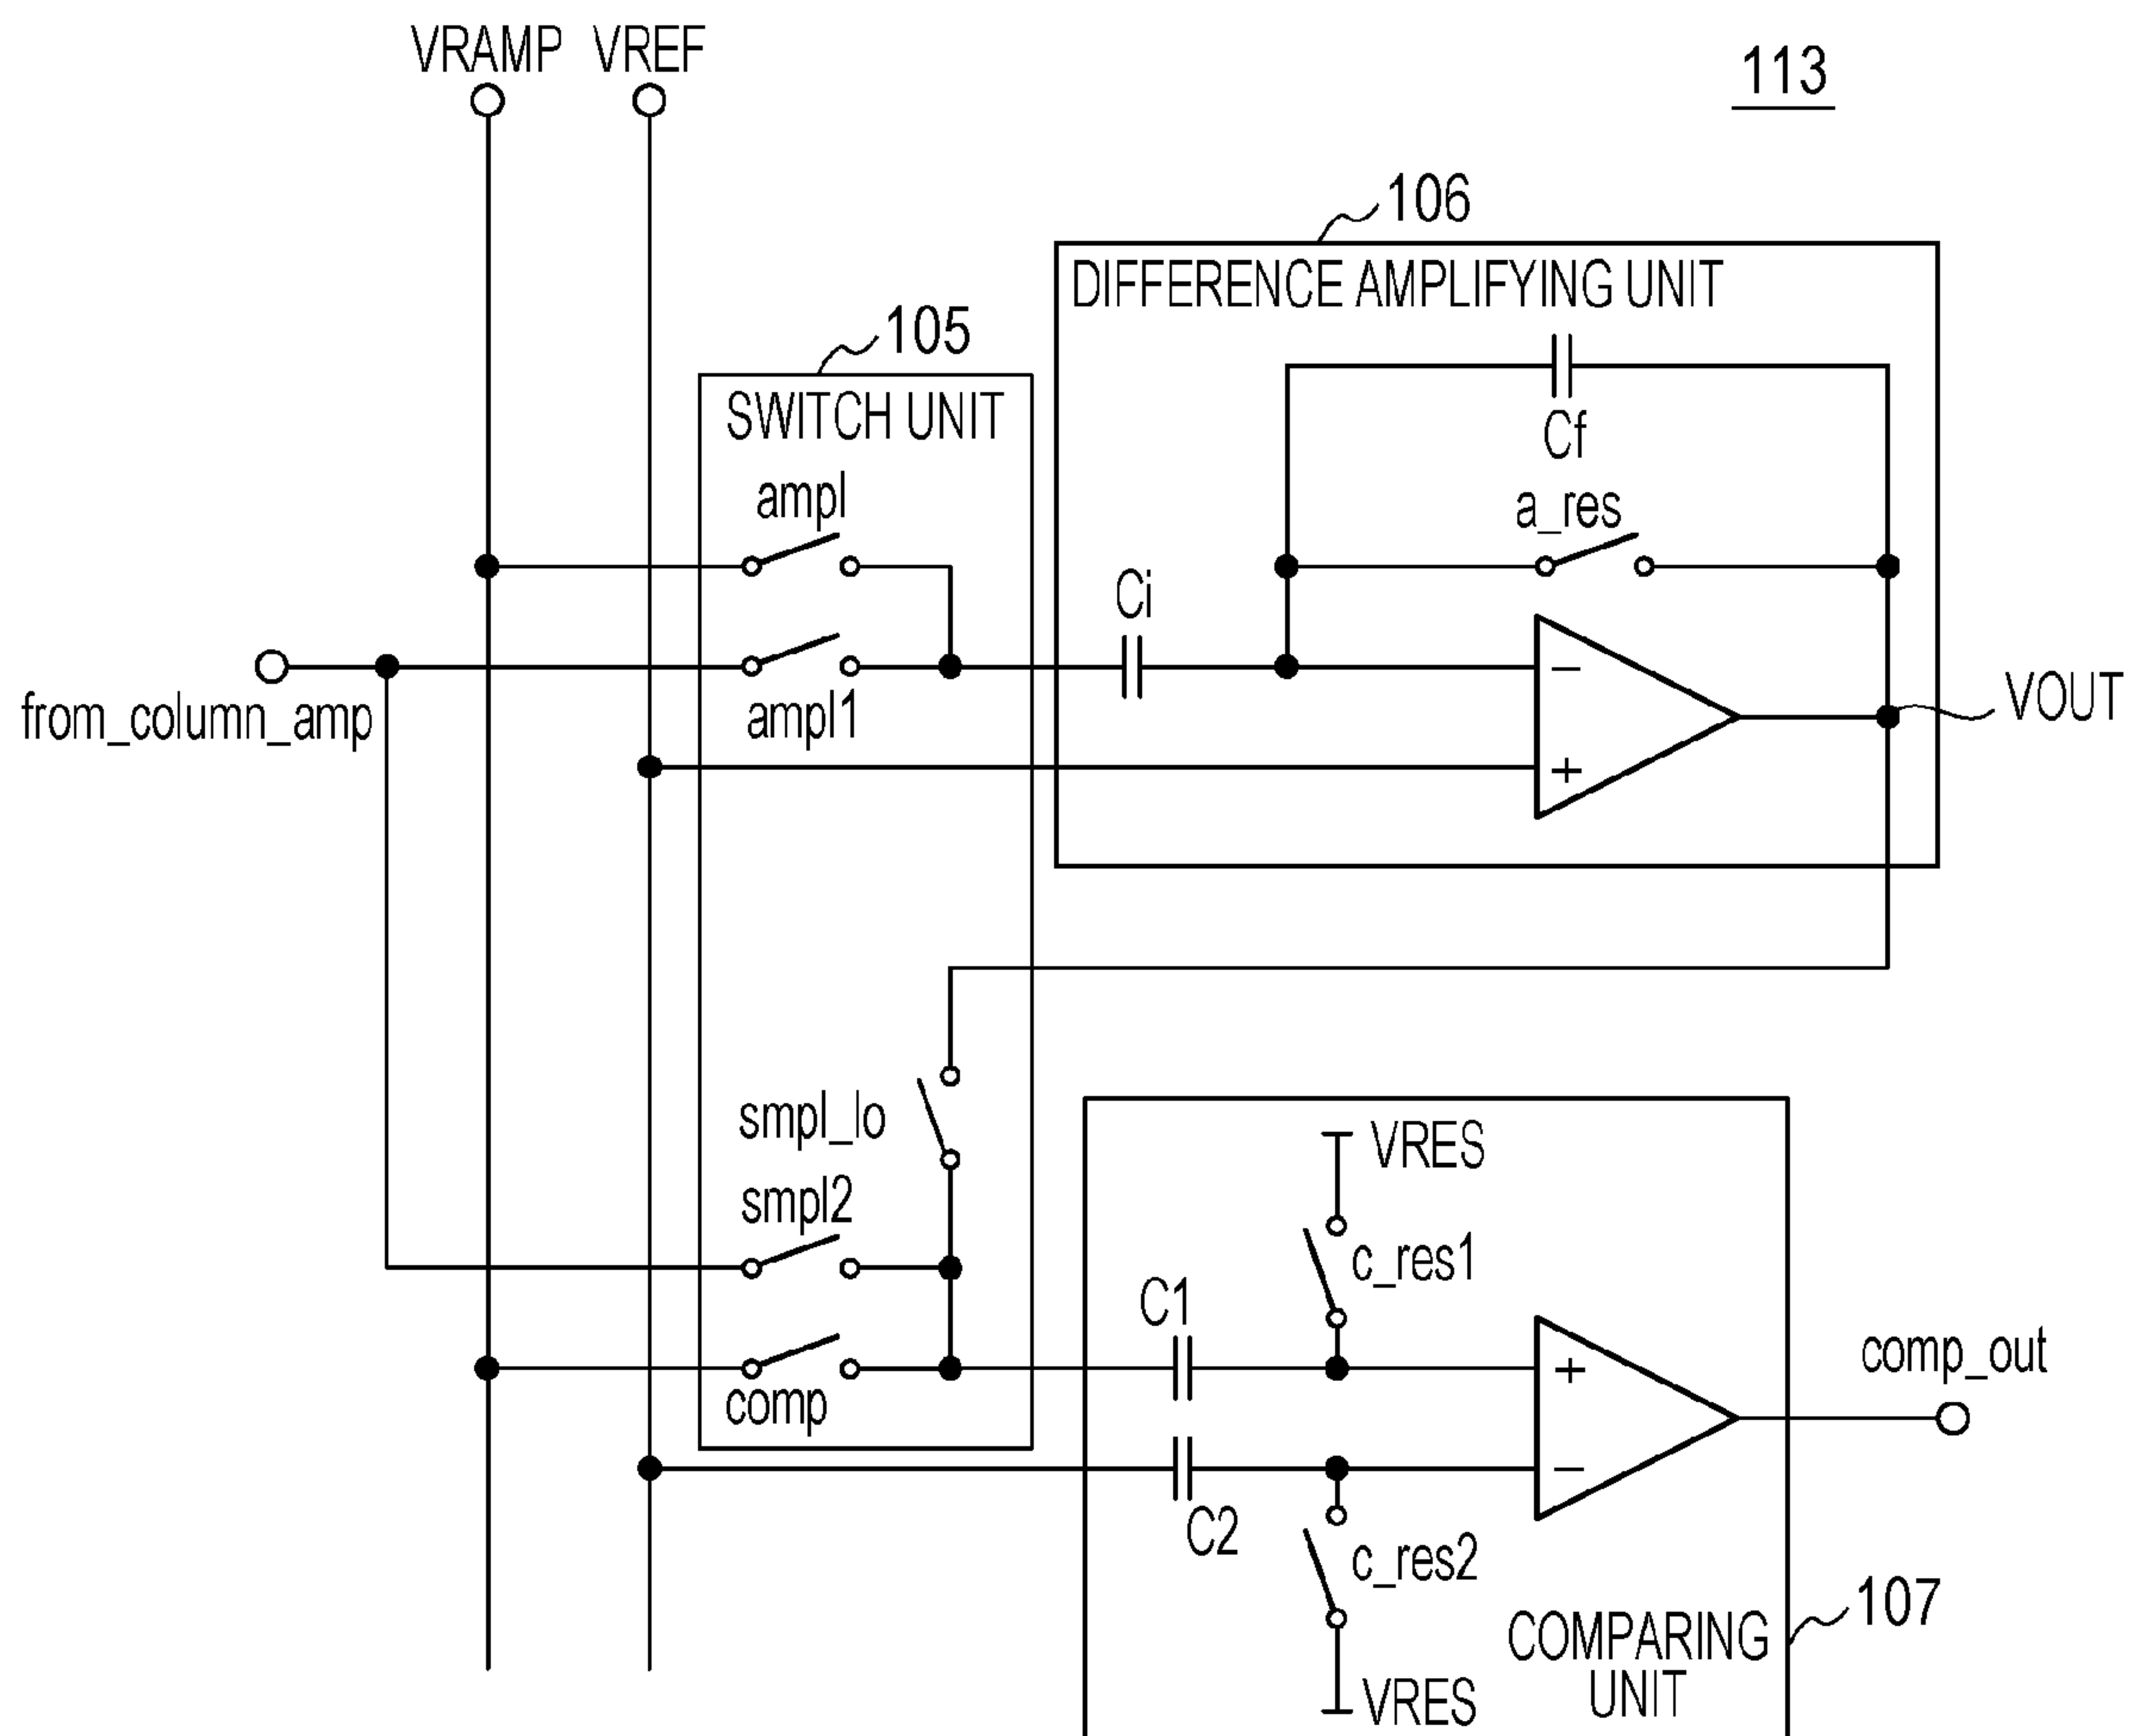 VRAMP VREF
113
106
DIFFERENCE AMPLIFYING UNIT
105
SWITCH UNIT
Cf
ampl
a_res
Ci
from_column_amp
ampl1
VOUT
−
+
smpl_lo
VRES
smpl2
c_res1
C1
comp_out
comp
+
−
C2
c_res2
107
COMPARING
UNIT
VRES